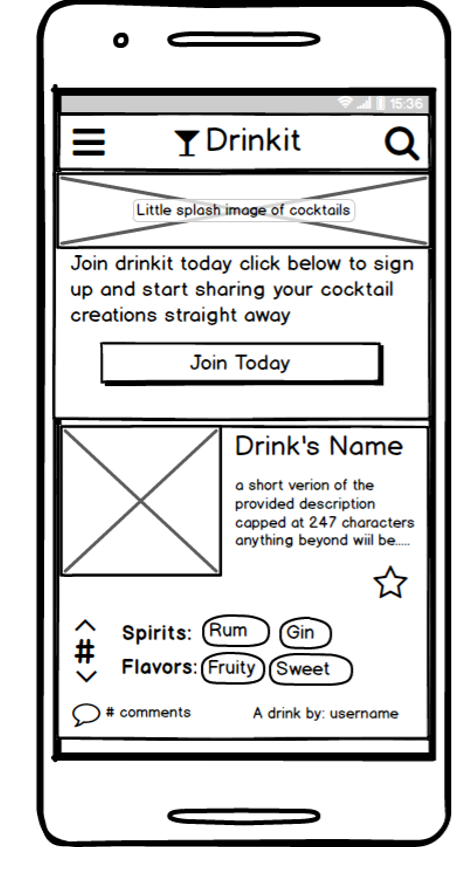 15:36
Drinkit
Little splash image of cocktails
Join drinkit today click below to sign
up and start sharing your cocktail
creations straight away
Join Today
Drink's Name
a short verion of the
provided description
capped at 247 characters
anything beyond wiil be.....
#
Spirits: Rum Gin
Flavors: Fruity Sweet
# comments A drink by: username